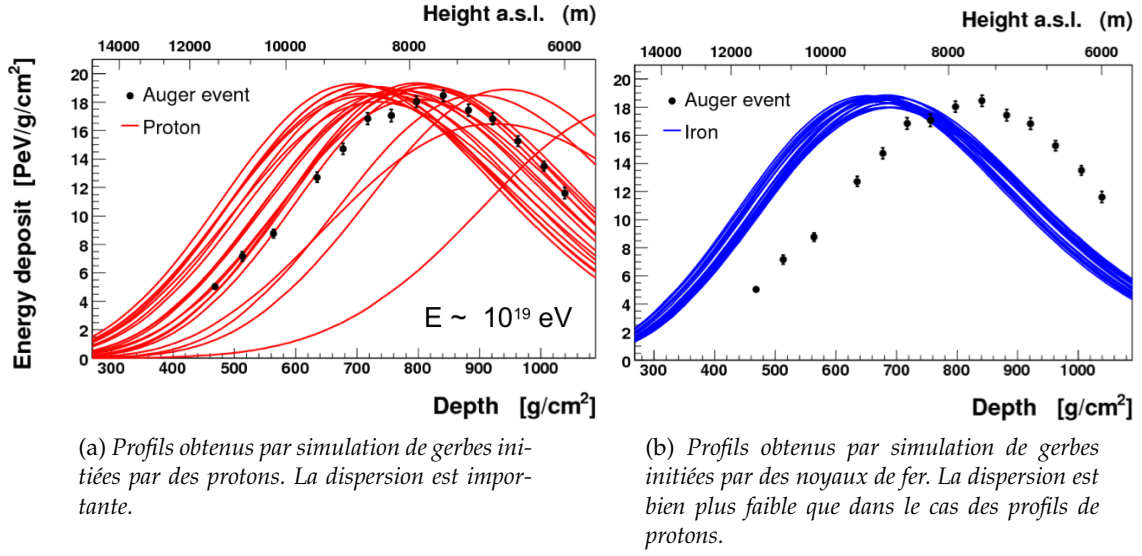 Height a.s.l. (m)
14000 12000 10000 8000 6000
Energy deposit [PeV/g/cm²]
20
18
16
14
12
10
8
6
4
2
0
Auger event
Proton
E ~ 10¹⁹ eV
300 400 500 600 700 800 900 1000
Depth [g/cm²]
(a) Profils obtenus par simulation de gerbes ini-
tiées par des protons. La dispersion est impor-
tante.
Height a.s.l. (m)
14000 12000 10000 8000 6000
20
18
16
14
12
10
8
6
4
2
0
Auger event
Iron
300 400 500 600 700 800 900 1000
Depth [g/cm²]
(b) Profils obtenus par simulation de gerbes
initiées par des noyaux de fer. La dispersion est
bien plus faible que dans le cas des profils de
protons.